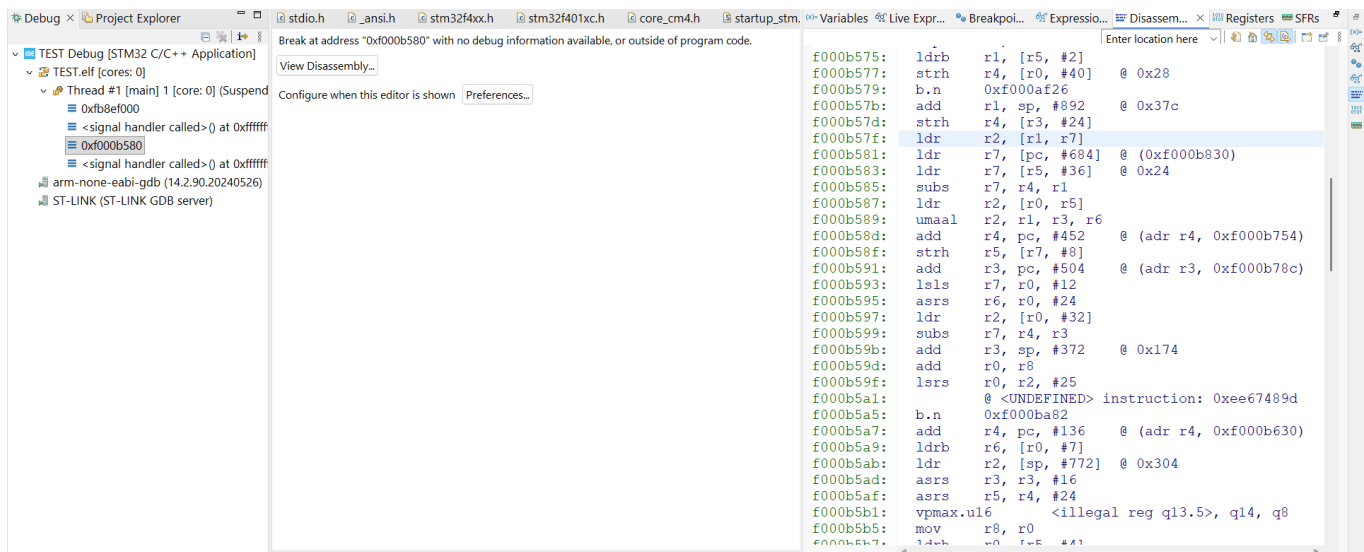 Debug
Project Explorer
TEST Debug [STM32 C/C++ Application]
TEST.elf [cores: 0]
Thread #1 [main] 1 [core: 0] (Suspend
0xfb8ef000
<signal handler called>() at 0xfffffff
0xf000b580
<signal handler called>() at 0xfffffff
arm-none-eabi-gdb (14.2.90.20240526)
ST-LINK (ST-LINK GDB server)
stdio.h
_ansi.h
stm32f4xx.h
stm32f401xc.h
core_cm4.h
startup_stm.
Break at address "0xf000b580" with no debug information available, or outside of program code.
View Disassembly...
Configure when this editor is shown Preferences...
Variables
Live Expr...
Breakpoi...
Expressio...
Disassem...
Registers
SFRs
Enter location here
f000b575: ldrb r1, [r5, #2]
f000b577: strh r4, [r0, #40] @ 0x28
f000b579: b.n 0xf000af26
f000b57b: add r1, sp, #892 @ 0x37c
f000b57d: strh r4, [r3, #24]
f000b57f: ldr r2, [r1, r7]
f000b581: ldr r7, [pc, #684] @ (0xf000b830)
f000b583: ldr r7, [r5, #36] @ 0x24
f000b585: subs r7, r4, r1
f000b587: ldr r2, [r0, r5]
f000b589: umaal r2, r1, r3, r6
f000b58d: add r4, pc, #452 @ (adr r4, 0xf000b754)
f000b58f: strh r5, [r7, #8]
f000b591: add r3, pc, #504 @ (adr r3, 0xf000b78c)
f000b593: lsls r7, r0, #12
f000b595: asrs r6, r0, #24
f000b597: ldr r2, [r0, #32]
f000b599: subs r7, r4, r3
f000b59b: add r3, sp, #372 @ 0x174
f000b59d: add r0, r8
f000b59f: lsrs r0, r2, #25
f000b5a1: @ <UNDEFINED> instruction: 0xee67489d
f000b5a5: b.n 0xf000ba82
f000b5a7: add r4, pc, #136 @ (adr r4, 0xf000b630)
f000b5a9: ldrb r6, [r0, #7]
f000b5ab: ldr r2, [sp, #772] @ 0x304
f000b5ad: asrs r3, r3, #16
f000b5af: asrs r5, r4, #24
f000b5b1: vpmax.u16 <illegal reg q13.5>, q14, q8
f000b5b5: mov r8, r0
f000b5b7: ldrb r0, [r5, #4]